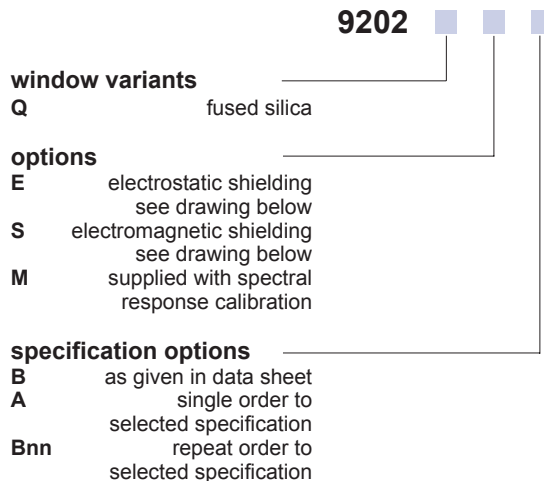 9202
window variants
Q fused silica
options
E electrostatic shielding
see drawing below
S electromagnetic shielding
see drawing below
M supplied with spectral
response calibration
specification options
B as given in data sheet
A single order to
selected specification
Bnn repeat order to
selected specification